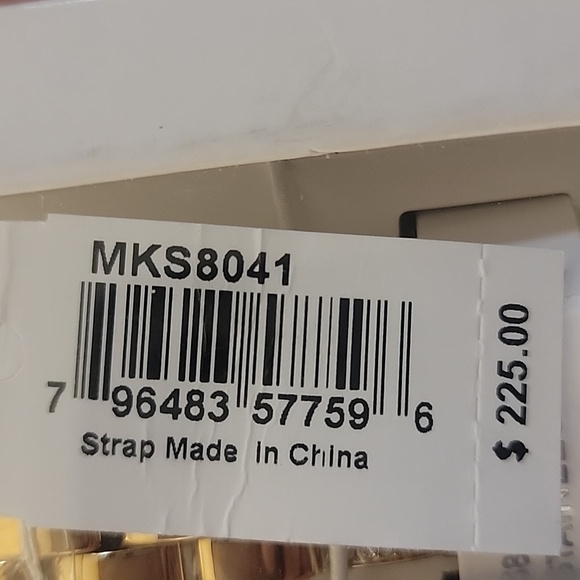 MKS8041
7 96483 57759 6
Strap Made in China
$ 225.00